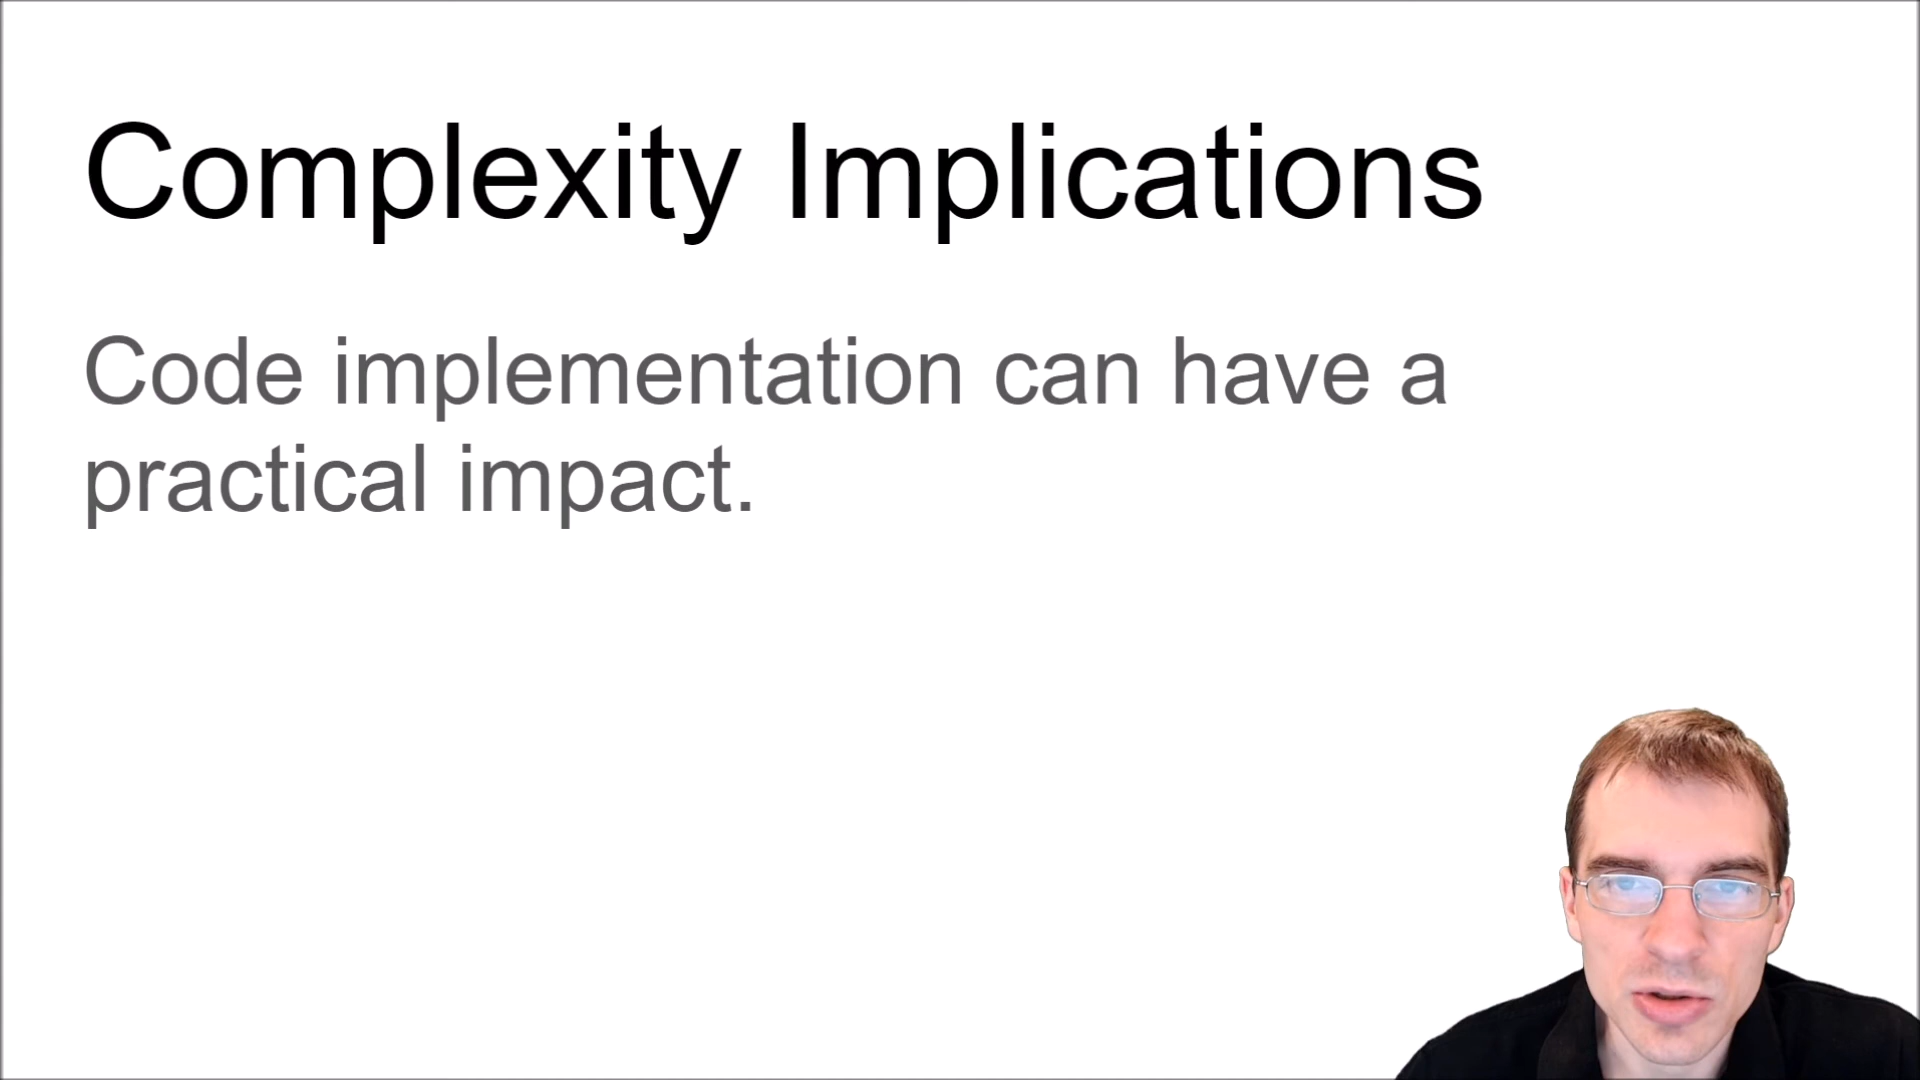 Complexity Implications
Code implementation can have a
practical impact.